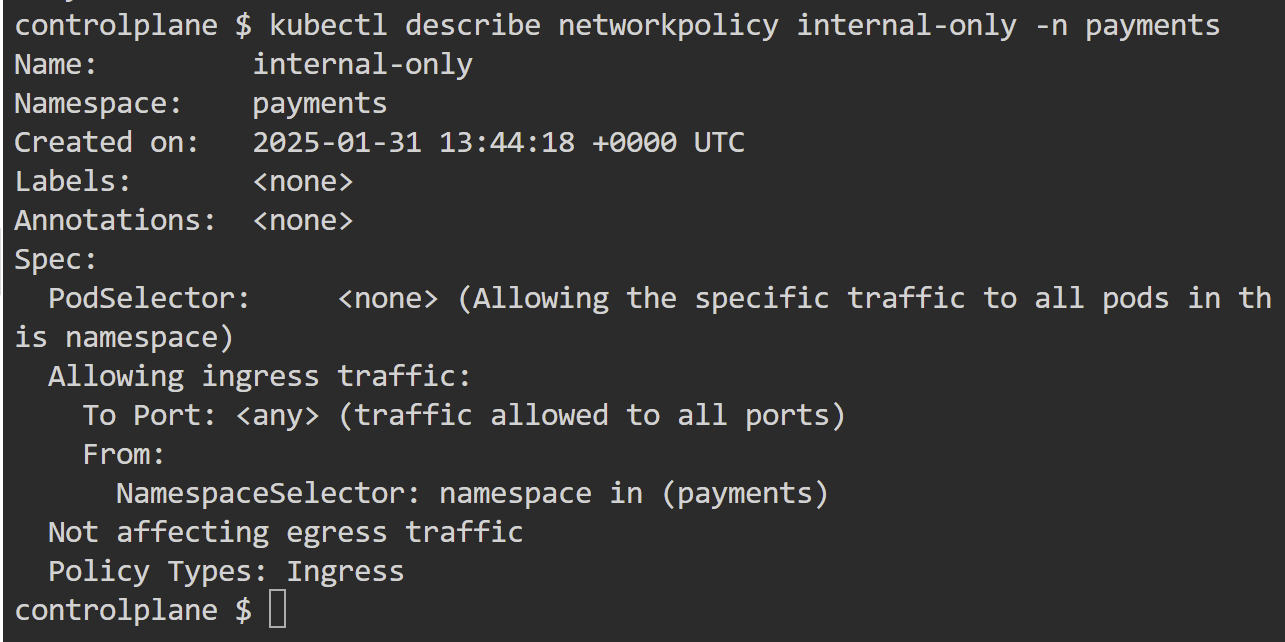 controlplane $ kubectl describe networkpolicy internal-only -n payments
Name:         internal-only
Namespace:    payments
Created on:   2025-01-31 13:44:18 +0000 UTC
Labels:       <none>
Annotations:  <none>
Spec:
  PodSelector:     <none> (Allowing the specific traffic to all pods in th
is namespace)
  Allowing ingress traffic:
    To Port: <any> (traffic allowed to all ports)
    From:
      NamespaceSelector: namespace in (payments)
  Not affecting egress traffic
  Policy Types: Ingress
controlplane $